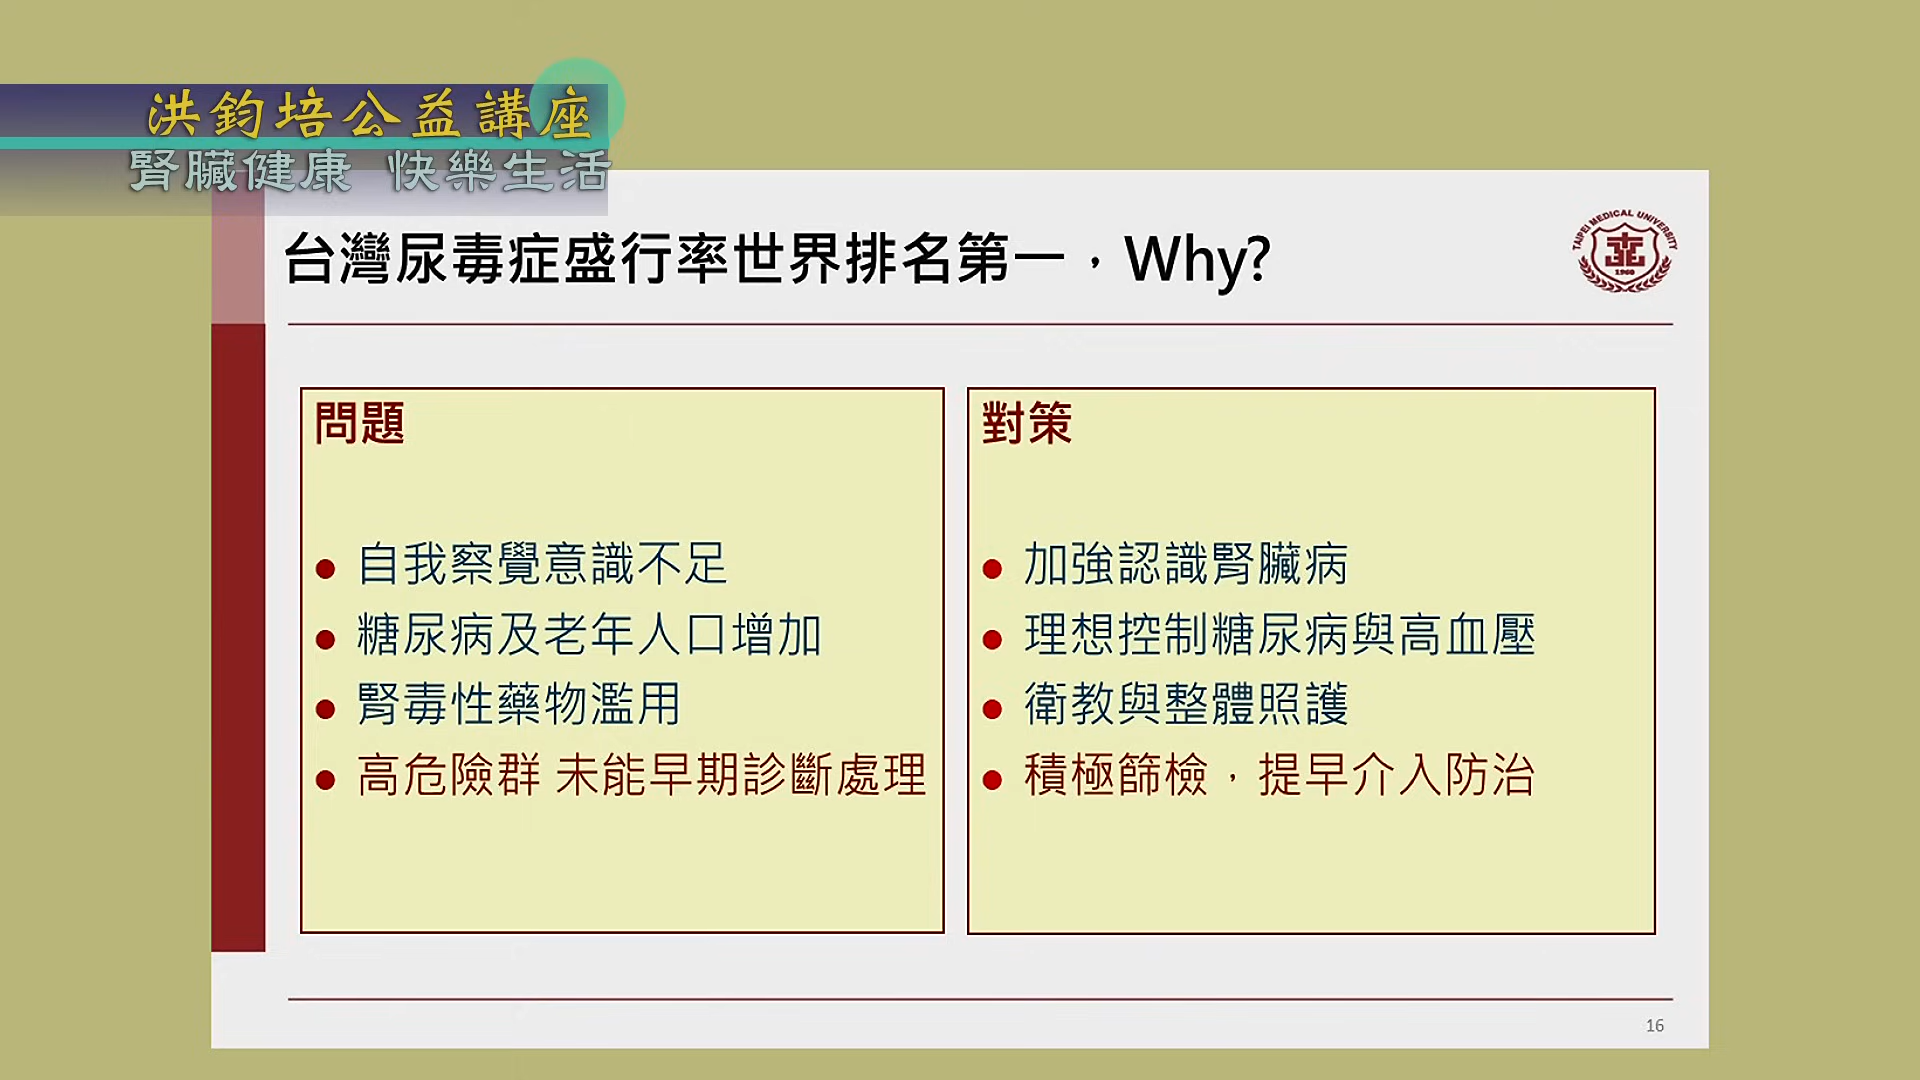 洪鈞培公益講座
腎臟健康 快樂生活
台灣尿毒症盛行率世界排名第一，Why?
TAIPEI MEDICAL UNIVERSITY
1960
問題
自我察覺意識不足
糖尿病及老年人口增加
腎毒性藥物濫用
高危險群 未能早期診斷處理
對策
加強認識腎臟病
理想控制糖尿病與高血壓
衛教與整體照護
積極篩檢，提早介入防治
16